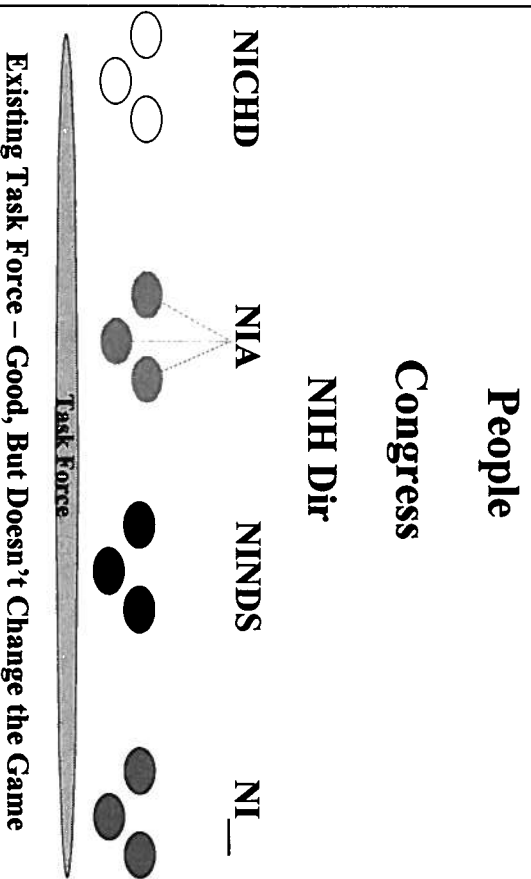 People
Congress
NIH Dir
NICHD NIA NINDS NI__
Task Force
Existing Task Force – Good, But Doesn't Change the Game